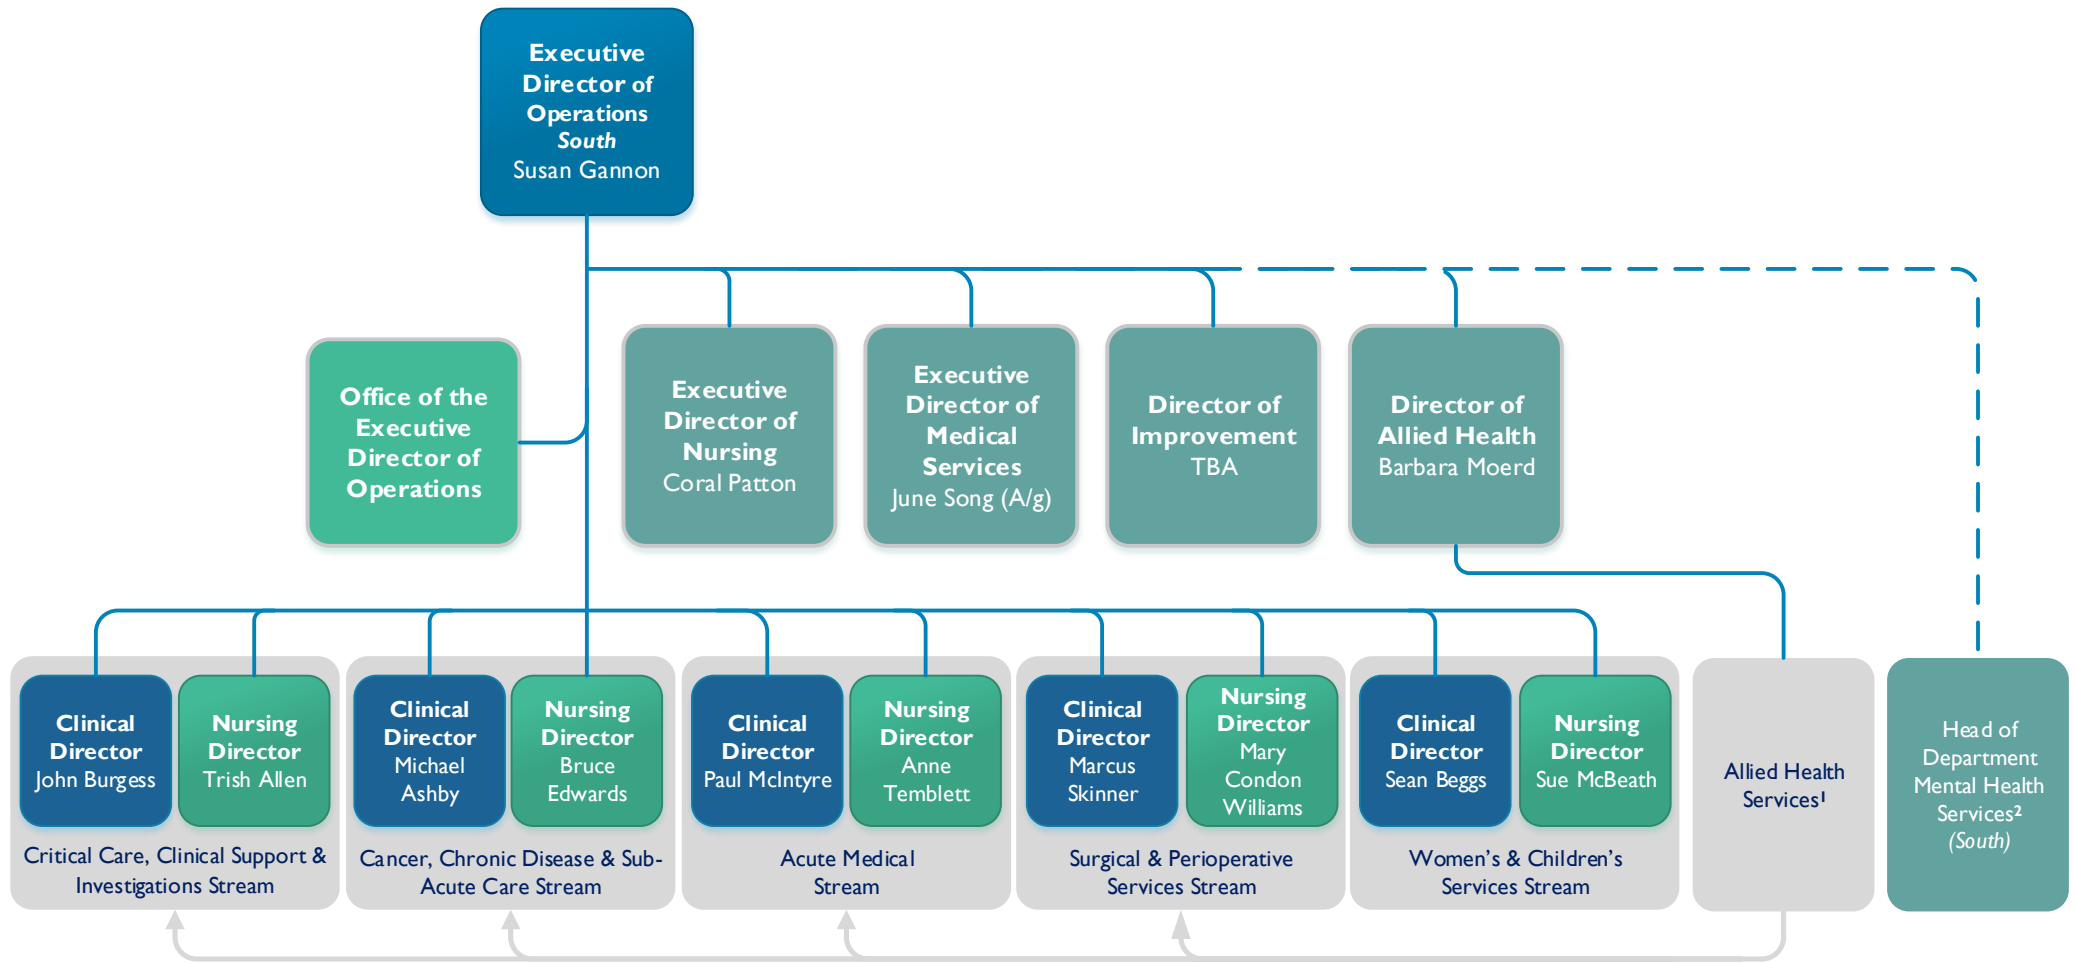 Executive
Director of
Operations
South
Susan Gannon
Office of the
Executive
Director of
Operations
Executive
Director of
Nursing
Coral Patton
Executive
Director of
Medical
Services
June Song (A/g)
Director of
Improvement
TBA
Director of
Allied Health
Barbara Moerd
Clinical
Director
John Burgess
Nursing
Director
Trish Allen
Critical Care, Clinical Support &
Investigations Stream
Clinical
Director
Michael
Ashby
Nursing
Director
Bruce
Edwards
Cancer, Chronic Disease & Sub-
Acute Care Stream
Clinical
Director
Paul McIntyre
Nursing
Director
Anne
Temblett
Acute Medical
Stream
Clinical
Director
Marcus
Skinner
Nursing
Director
Mary
Condon
Williams
Surgical & Perioperative
Services Stream
Clinical
Director
Sean Beggs
Nursing
Director
Sue McBeath
Women's & Children's
Services Stream
Allied Health
Services¹
Head of
Department
Mental Health
Services²
(South)